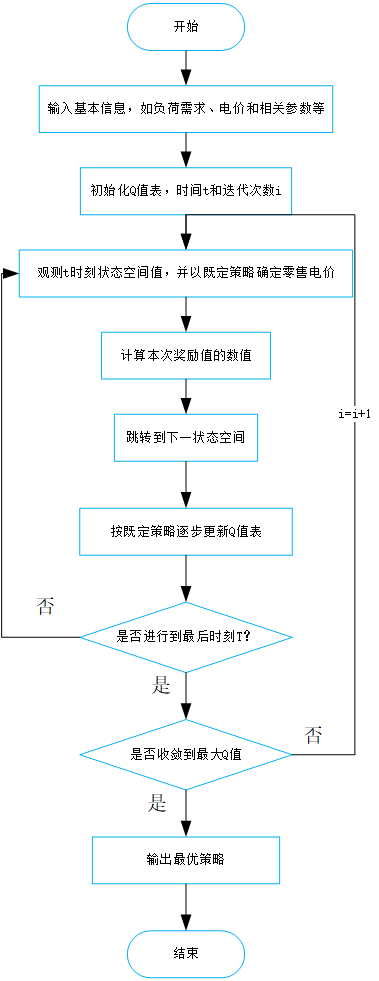 开始
输入基本信息，如负荷需求、电价和相关参数等
初始化Q值表，时间t和迭代次数i
观测t时刻状态空间值，并以既定策略确定零售电价
计算本次奖励值的数值
i=i+1
跳转到下一状态空间
按既定策略逐步更新Q值表
否
是否进行到最后时刻T?
是
否
是否收敛到最大Q值
是
输出最优策略
结束